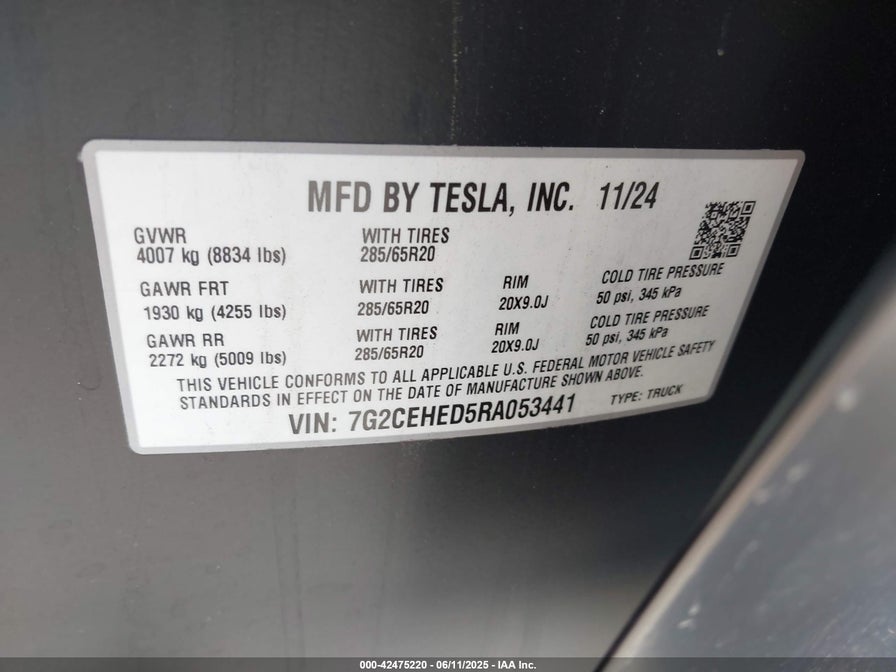 MFD BY TESLA, INC. 11/24
GVWR
4007 kg (8834 lbs)
WITH TIRES
285/65R20
GAWR FRT
1930 kg (4255 lbs)
WITH TIRES
285/65R20
RIM
20X9.0J
COLD TIRE PRESSURE
50 psi, 345 kPa
GAWR RR
2272 kg (5009 lbs)
WITH TIRES
285/65R20
RIM
20X9.0J
COLD TIRE PRESSURE
50 psi, 345 kPa
THIS VEHICLE CONFORMS TO ALL APPLICABLE U.S. FEDERAL MOTOR VEHICLE SAFETY
STANDARDS IN EFFECT ON THE DATE OF MANUFACTURE SHOWN ABOVE.
VIN: 7G2CEHED5RA053441
TYPE: TRUCK
000-42475220 - 06/11/2025 - IAA Inc.